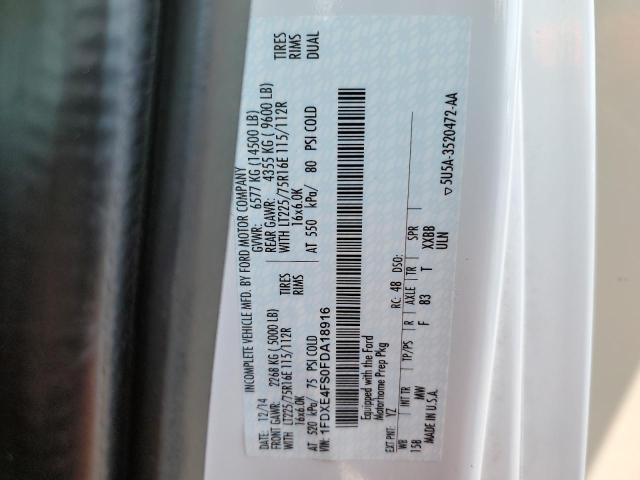 INCOMPLETE VEHICLE MFD. BY FORD MOTOR COMPANY
DATE: 12/14 GVWR: 6577 KG (14500 LB)
FRONT GAWR: 2268 KG (5000 LB) REAR GAWR: 4355 KG (9600 LB)
WITH LT225/75R16E 115/112R TIRES WITH LT225/75R16E 115/112R TIRES
16x6.0K RIMS 16x6.0K RIMS
AT 520 kPa/ 75 PSI COLD AT 550 kPa/ 80 PSI COLD DUAL
VIN: 1FDXE4FS0FDA18916
Equipped with the Ford
Motorhome Prep Pkg
EXT PNT: YZ RC: 48 DSO:
WB INT TR TP/PS R AXLE TR SPR
158 MW F 83 T XXBB
MADE IN U.S.A. ULN
▽5U5A-3520472-AA